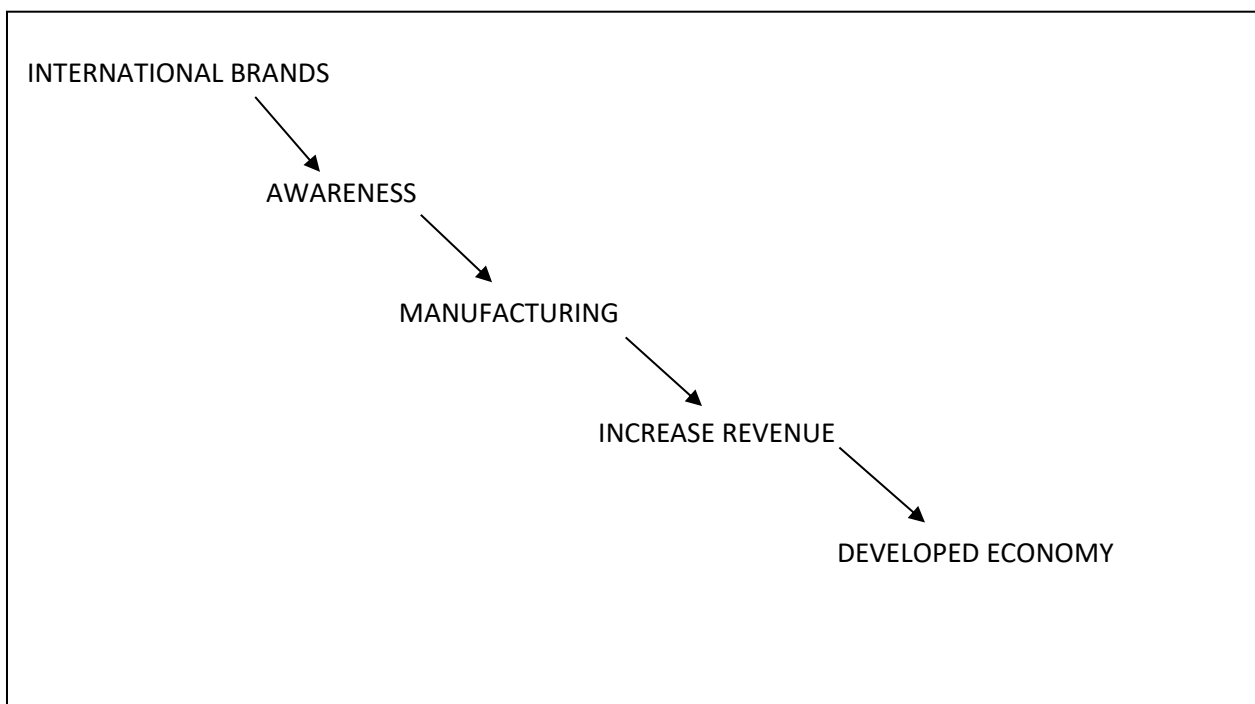 INTERNATIONAL BRANDS
AWARENESS
MANUFACTURING
INCREASE REVENUE
DEVELOPED ECONOMY